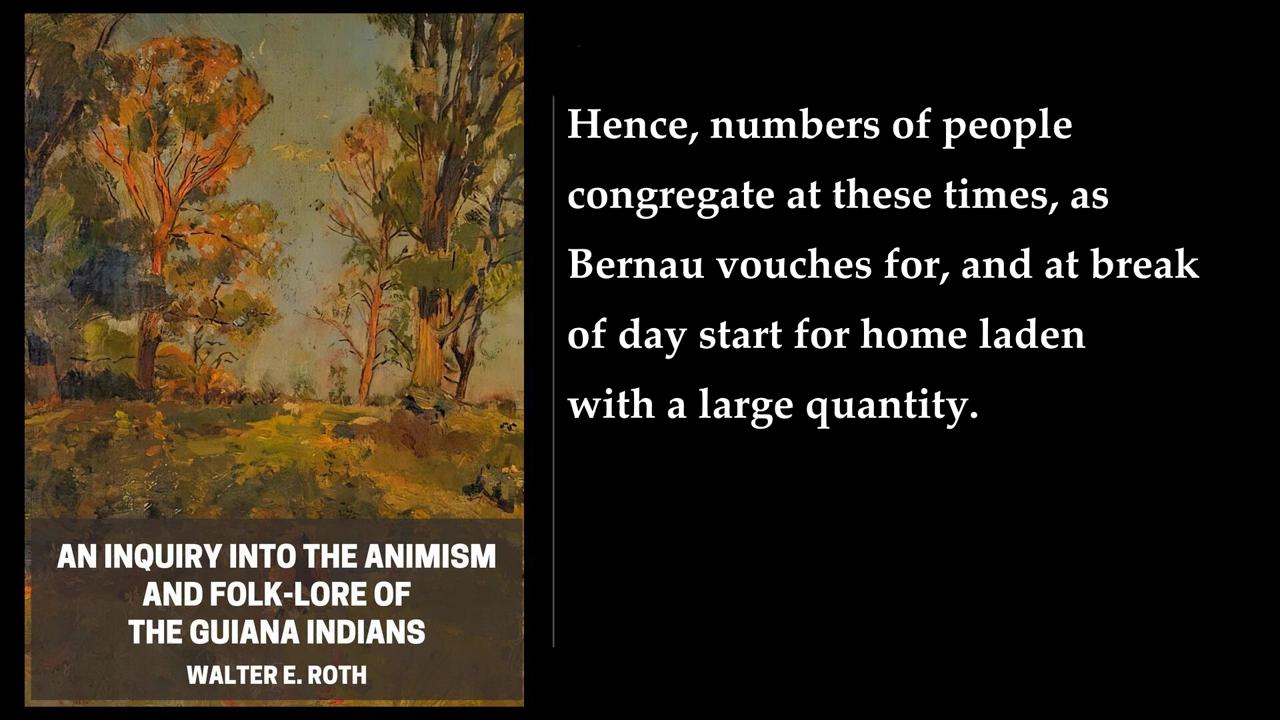 Hence, numbers of people
congregate at these times, as
Bernau vouches for, and at break
of day start for home laden
with a large quantity.
AN INQUIRY INTO THE ANIMISM
AND FOLK-LORE OF
THE GUIANA INDIANS
WALTER E. ROTH